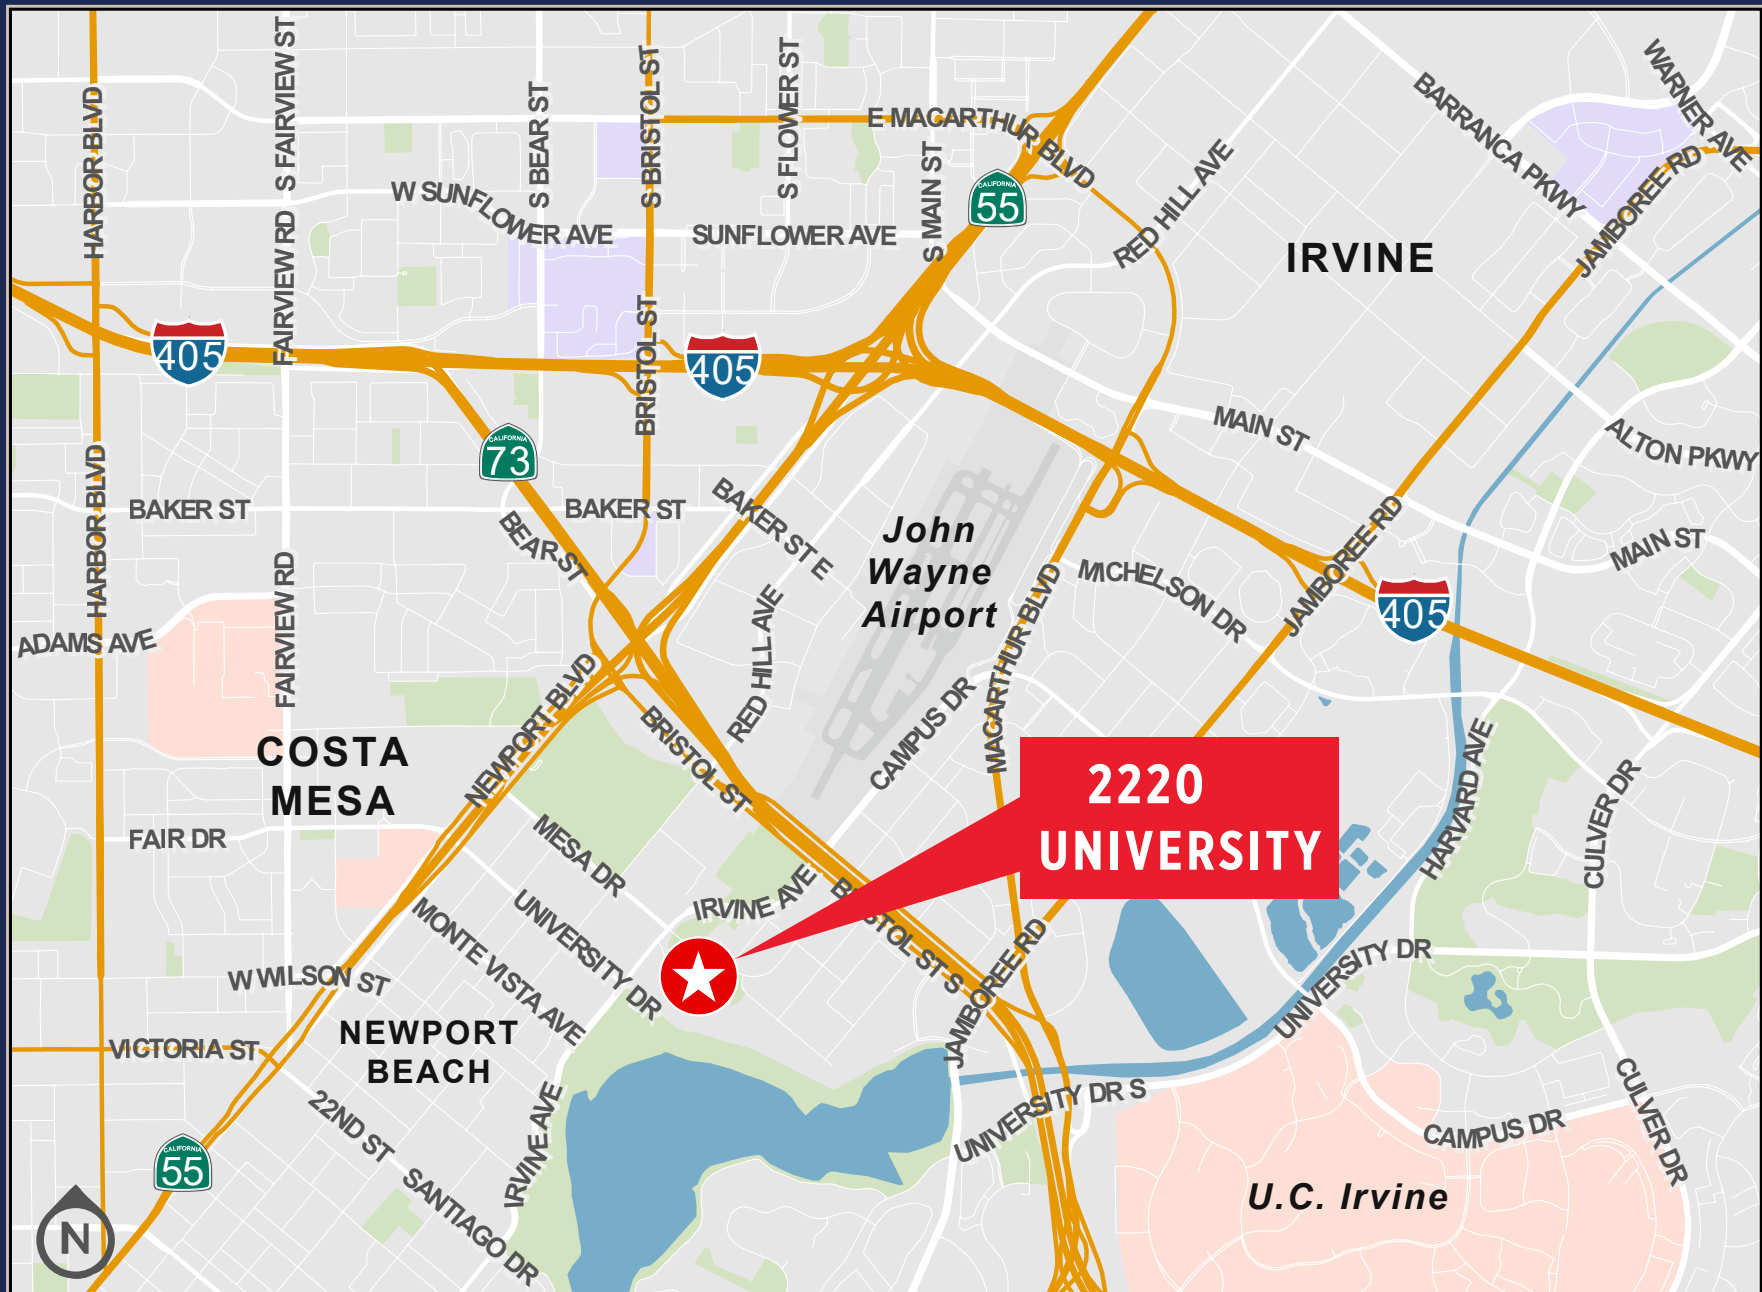 HARBOR BLVD
S FAIRVIEW ST
S BEAR ST
S BRISTOL ST
S FLOWER ST
E MACARTHUR BLVD
S MAIN ST
CALIFORNIA
55
RED HILL AVE
BARRANCA PKWY
WARNER AVE
JAMBOREE RD
W SUNFLOWER AVE
SUNFLOWER AVE
IRVINE
FAIRVIEW RD
405
BRISTOL ST
405
CALIFORNIA
73
MAIN ST
ALTON PKWY
HARBOR BLVD
BAKER ST
BAKER ST
BAKER ST E
BEAR ST
John
Wayne
Airport
JAMBOREE RD
MAIN ST
MICHELSON DR
405
ADAMS AVE
FAIRVIEW RD
NEWPORT BLVD
RED HILL AVE
MACARTHUR BLVD
CAMPUS DR
BRISTOL ST
COSTA
MESA
FAIR DR
2220
UNIVERSITY
HARVARD AVE
CULVER DR
MESA DR
IRVINE AVE
UNIVERSITY DR
MONTE VISTA AVE
BRISTOL ST S
JAMBOREE RD
UNIVERSITY DR
W WILSON ST
NEWPORT
BEACH
VICTORIA ST
22ND ST
IRVINE AVE
SANTIAGO DR
UNIVERSITY DR S
CAMPUS DR
CULVER DR
CALIFORNIA
55
U.C. Irvine
N